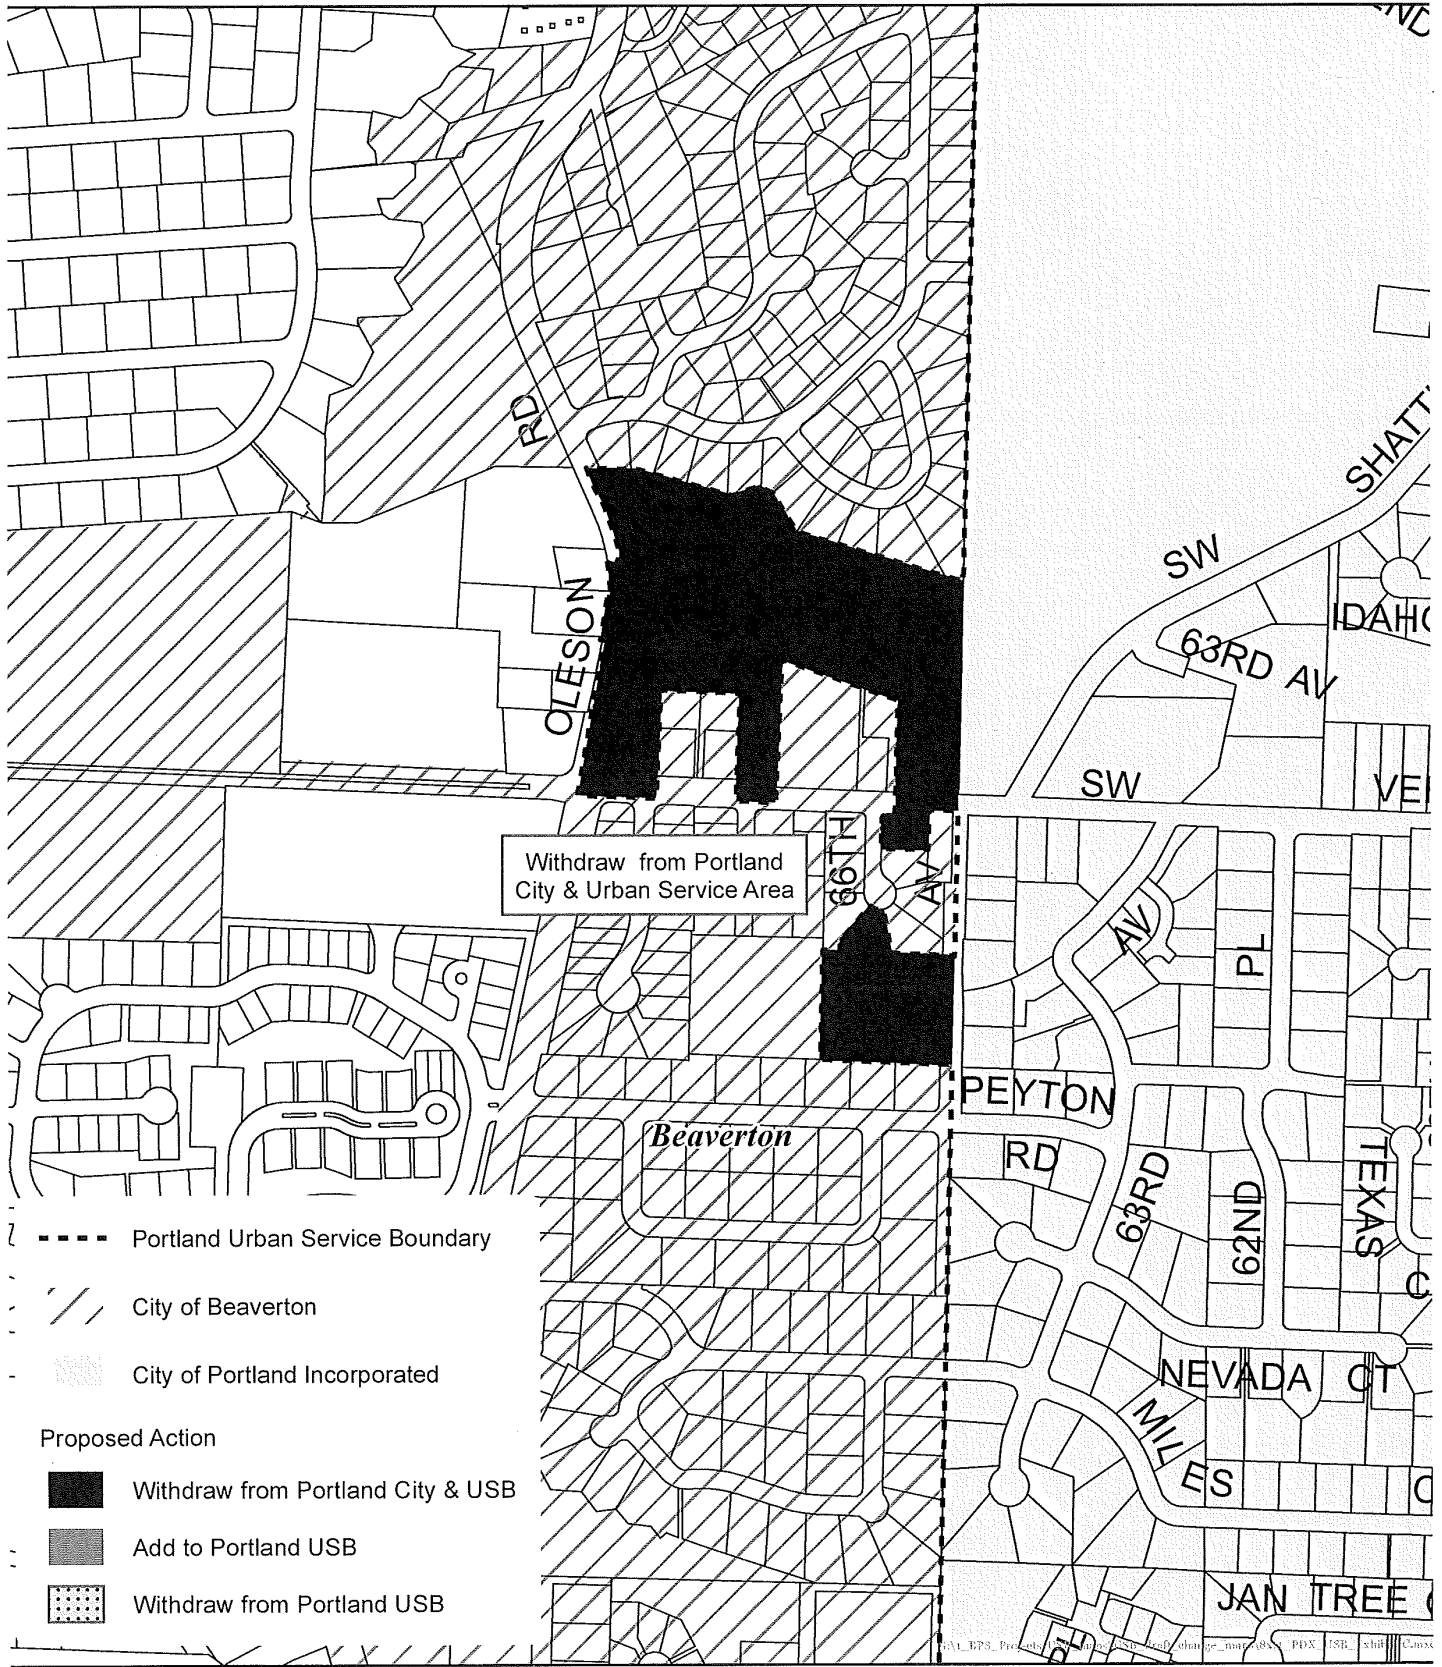 RD
SW
IDAHO
63RD AV
OLESON
SW
66TH
AV
Withdraw from Portland
City & Urban Service Area
AV
PL
PEYTON
RD
Beaverton
63RD
62ND
TEXAS
NEVADA CT
MILES
JAN TREE
PL
Portland Urban Service Boundary
City of Beaverton
City of Portland Incorporated
Proposed Action
Withdraw from Portland City & USB
Add to Portland USB
Withdraw from Portland USB